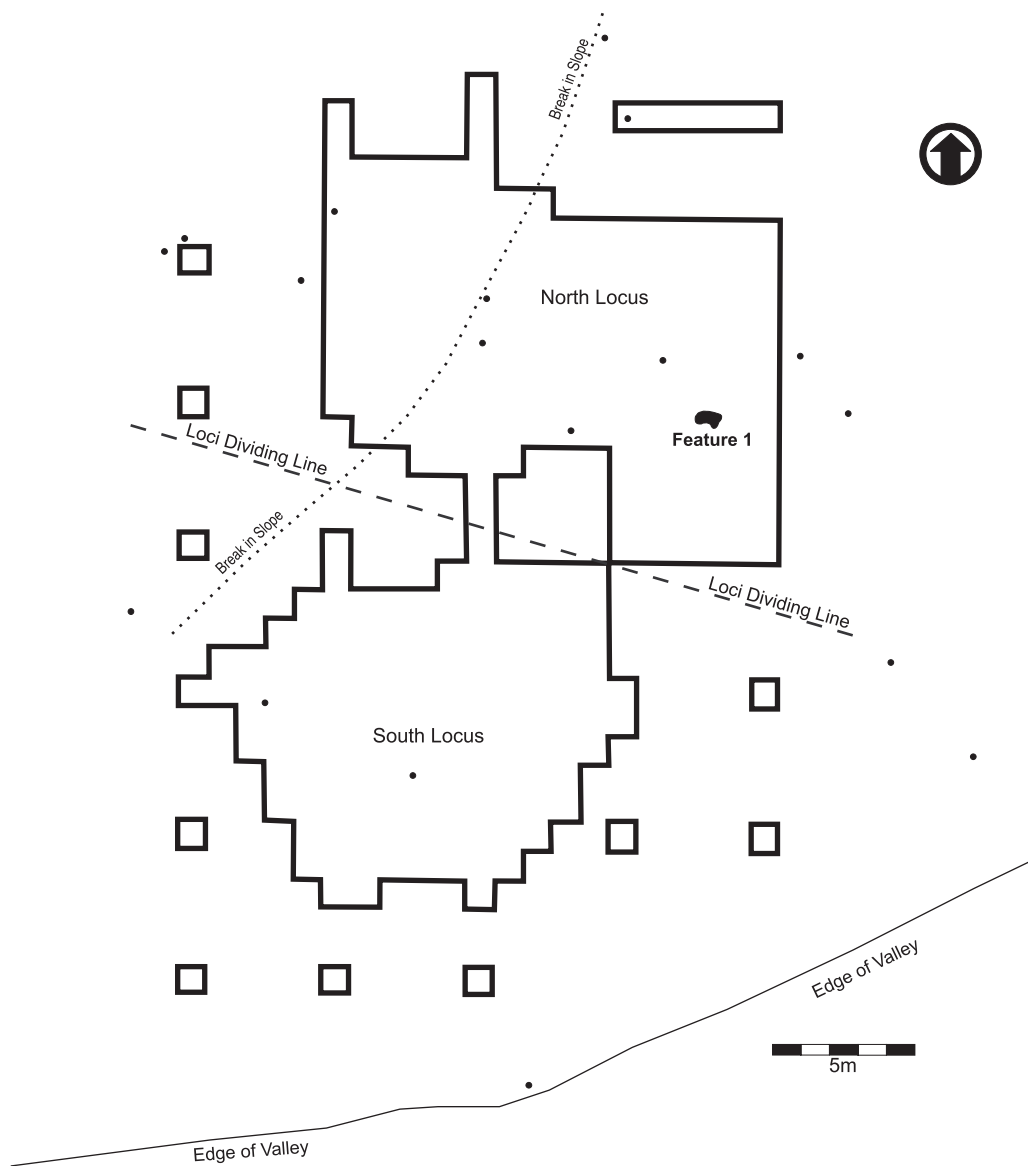 Break in Slope
North Locus
Feature 1
Loci Dividing Line
Break in Slope
Loci Dividing Line
South Locus
Edge of Valley
5m
Edge of Valley